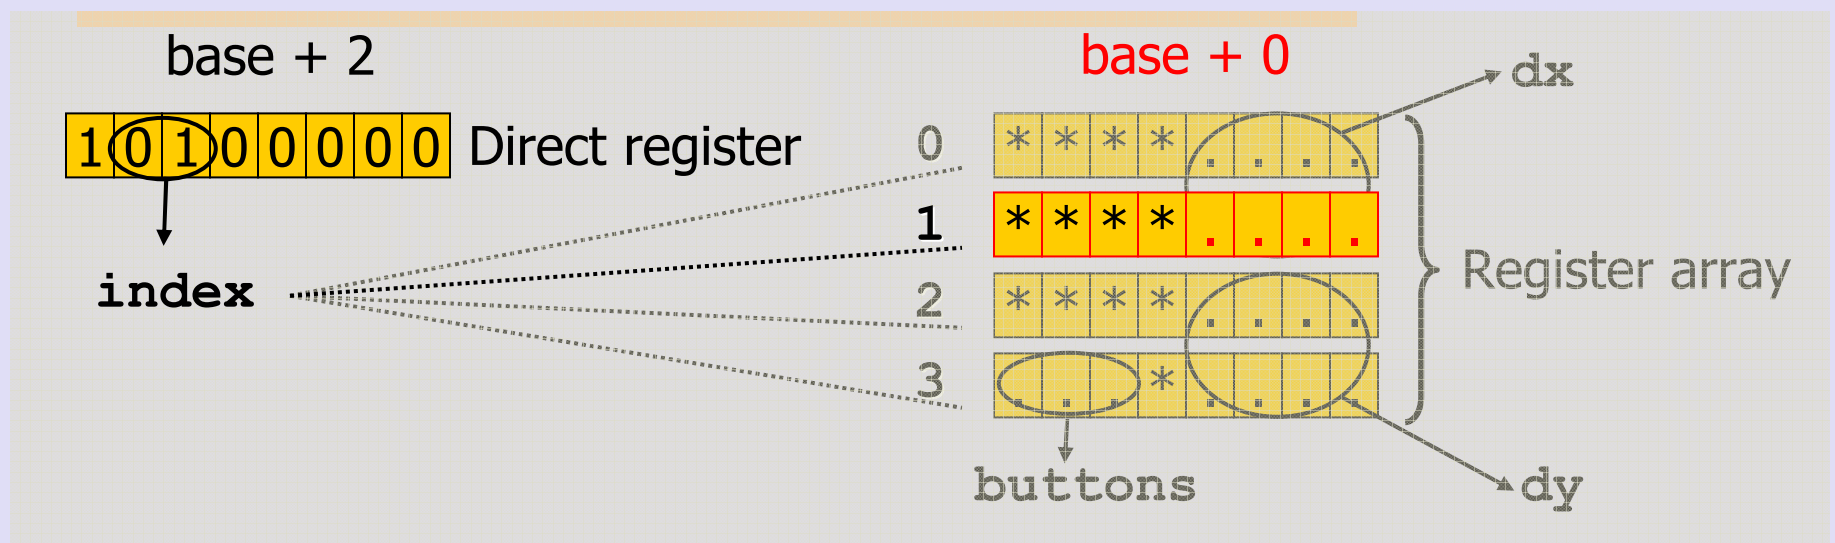 base + 2
base + 0
dx
1 0 1 0 0 0 0 0 Direct register
0 * * * * . . . .
1 * * * * . . . .
index
2 * * * * . . . .
Register array
3 . . . * . . . .
buttons
dy